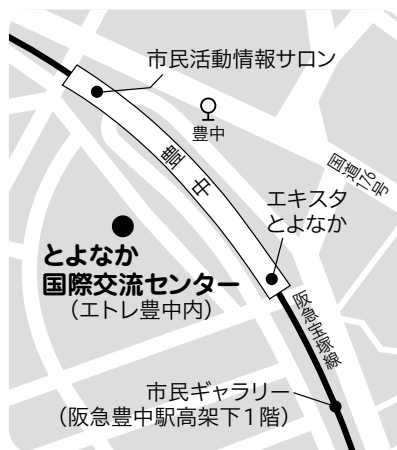 市民活動情報サロン
豊中
国道176号
豊中
エキスタ
とよなか
とよなか
国際交流センター
(エトレ豊中内)
阪急宝塚線
市民ギャラリー
(阪急豊中駅高架下1階)